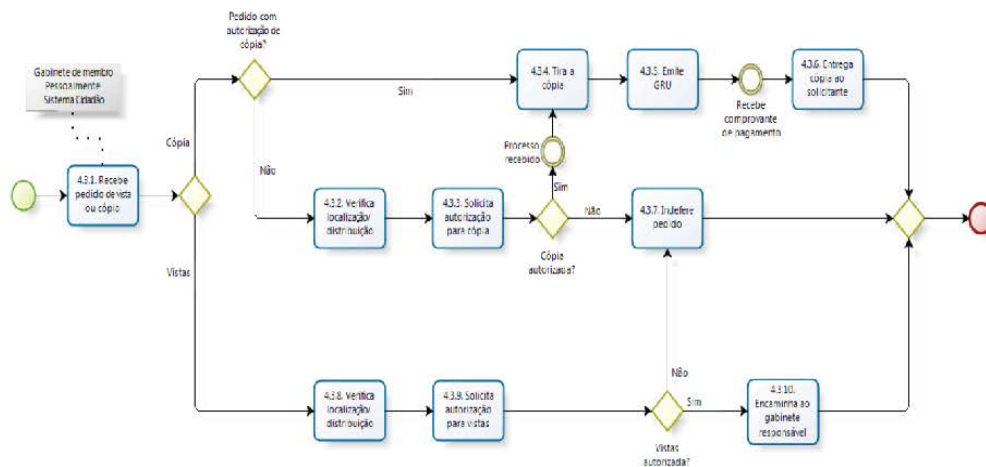 Pedido com
autorização de
cópia?
Gabinete de membro
Pessoalmente
Sistema Cidadão
4.3.1. Recebe
pedido de vista
ou cópia
Cópia
Vistas
Sim
Não
4.3.4. Tira a
cópia
4.3.5. Emite
GRU
Recebe
comprovante
de pagamento
4.3.6. Entrega
cópia ao
solicitante
Processo
recebido
4.3.2. Verifica
localização/
distribuição
4.3.3. Solicita
autorização
para cópia
Sim
Não
Cópia
autorizada?
4.3.7. Indefere
pedido
4.3.8. Verifica
localização/
distribuição
4.3.9. Solicita
autorização
para vistas
Não
Sim
Vistas
autorizada?
4.3.10.
Encaminha ao
gabinete
responsável